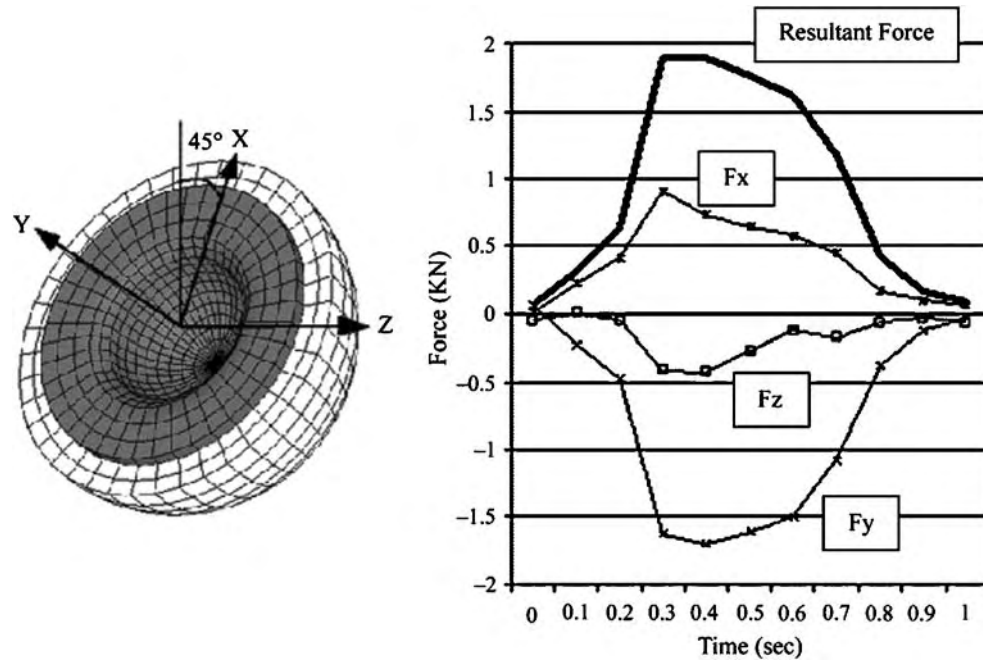 45°
X
Y
Z
Resultant Force
Fx
Fz
Fy
Force (KN)
2
1.5
1
0.5
0
−0.5
−1
−1.5
−2
0 0.1 0.2 0.3 0.4 0.5 0.6 0.7 0.8 0.9 1
Time (sec)